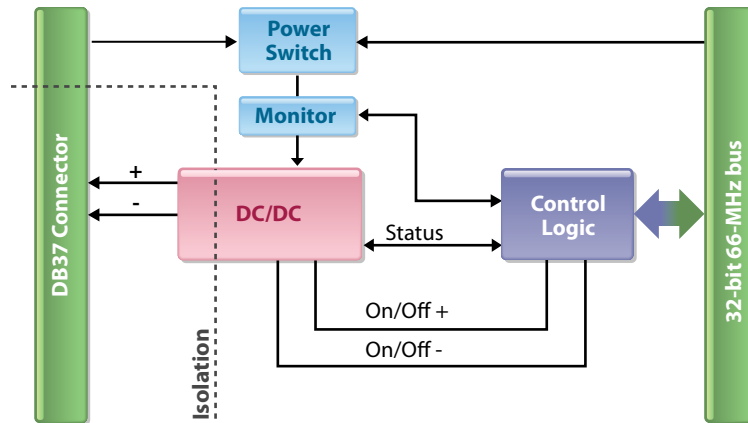 Power
Switch
Monitor
DB37 Connector
+
-
DC/DC
Control
Logic
Status
On/Off +
On/Off -
Isolation
32-bit 66-MHz bus